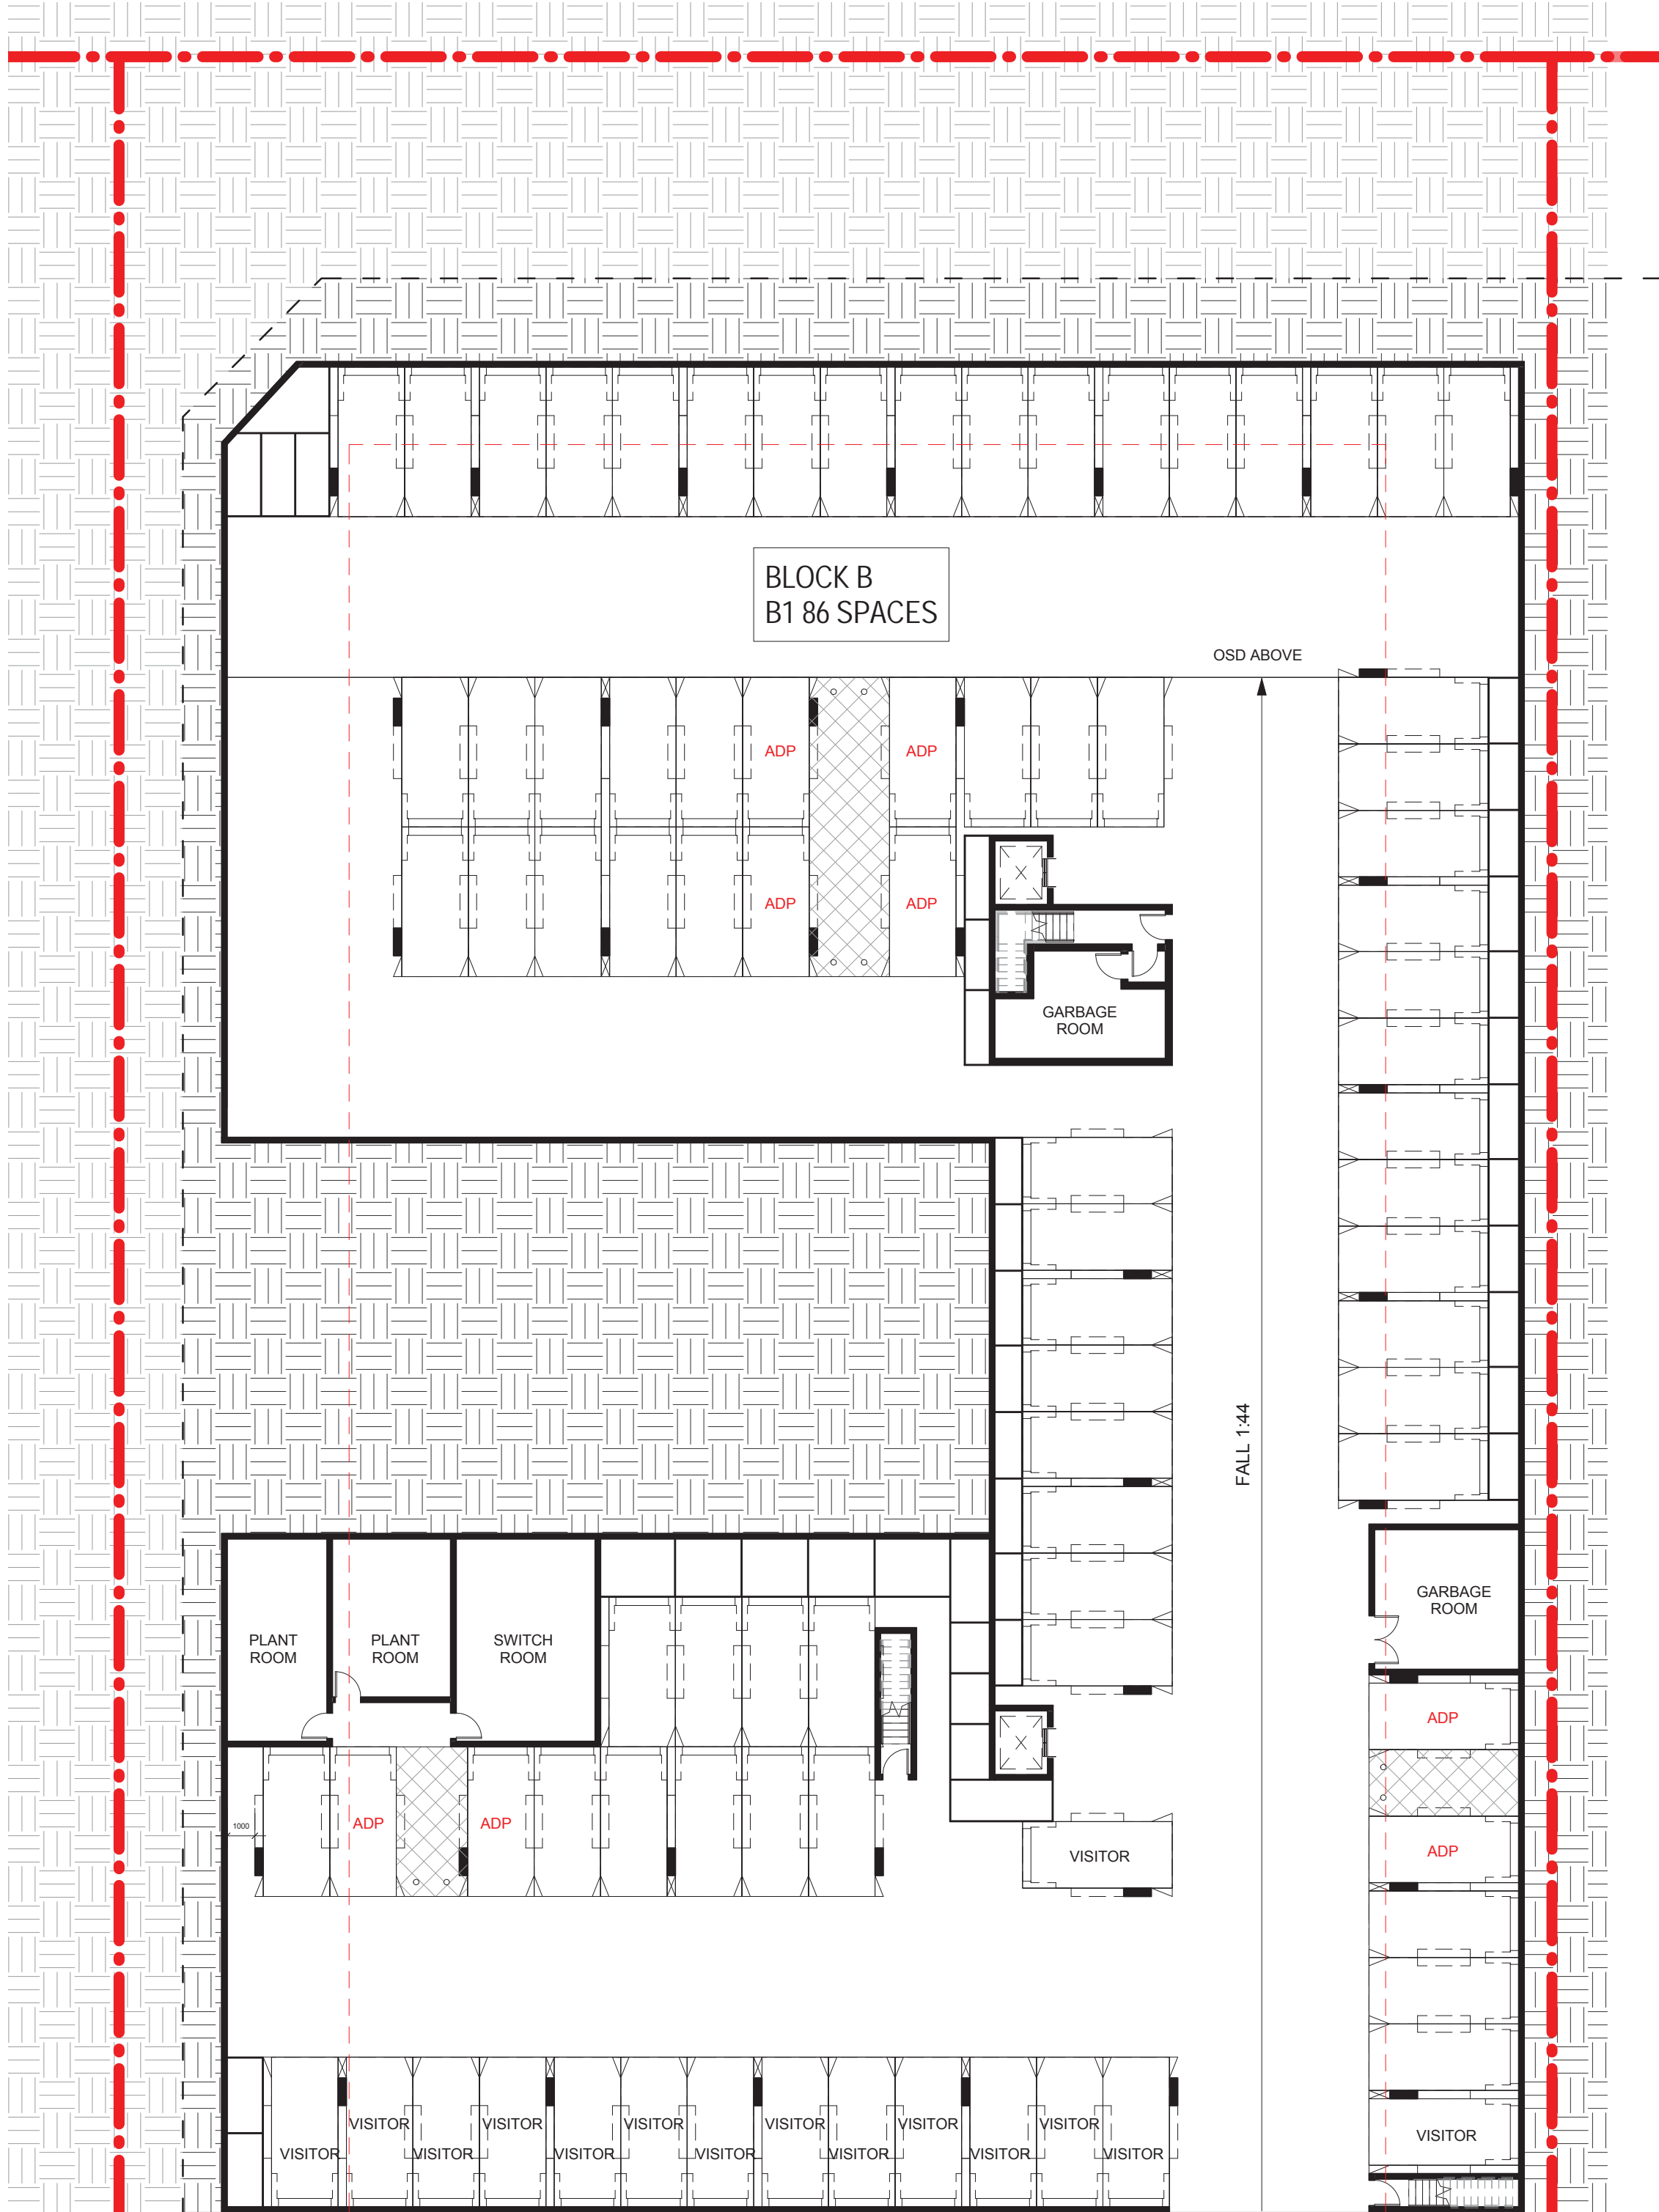 BLOCK B
B1 86 SPACES
OSD ABOVE
ADP
ADP
ADP
ADP
GARBAGE
ROOM
FALL 1:44
GARBAGE
ROOM
PLANT
ROOM
PLANT
ROOM
SWITCH
ROOM
ADP
1000
ADP
ADP
VISITOR
ADP
VISITOR
VISITOR
VISITOR
VISITOR
VISITOR
VISITOR
VISITOR
VISITOR
VISITOR
VISITOR
VISITOR
VISITOR
VISITOR
VISITOR